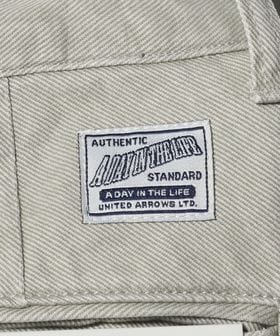 AUTHENTIC
A DAY IN THE LIFE
STANDARD
A DAY IN THE LIFE
UNITED ARROWS LTD.